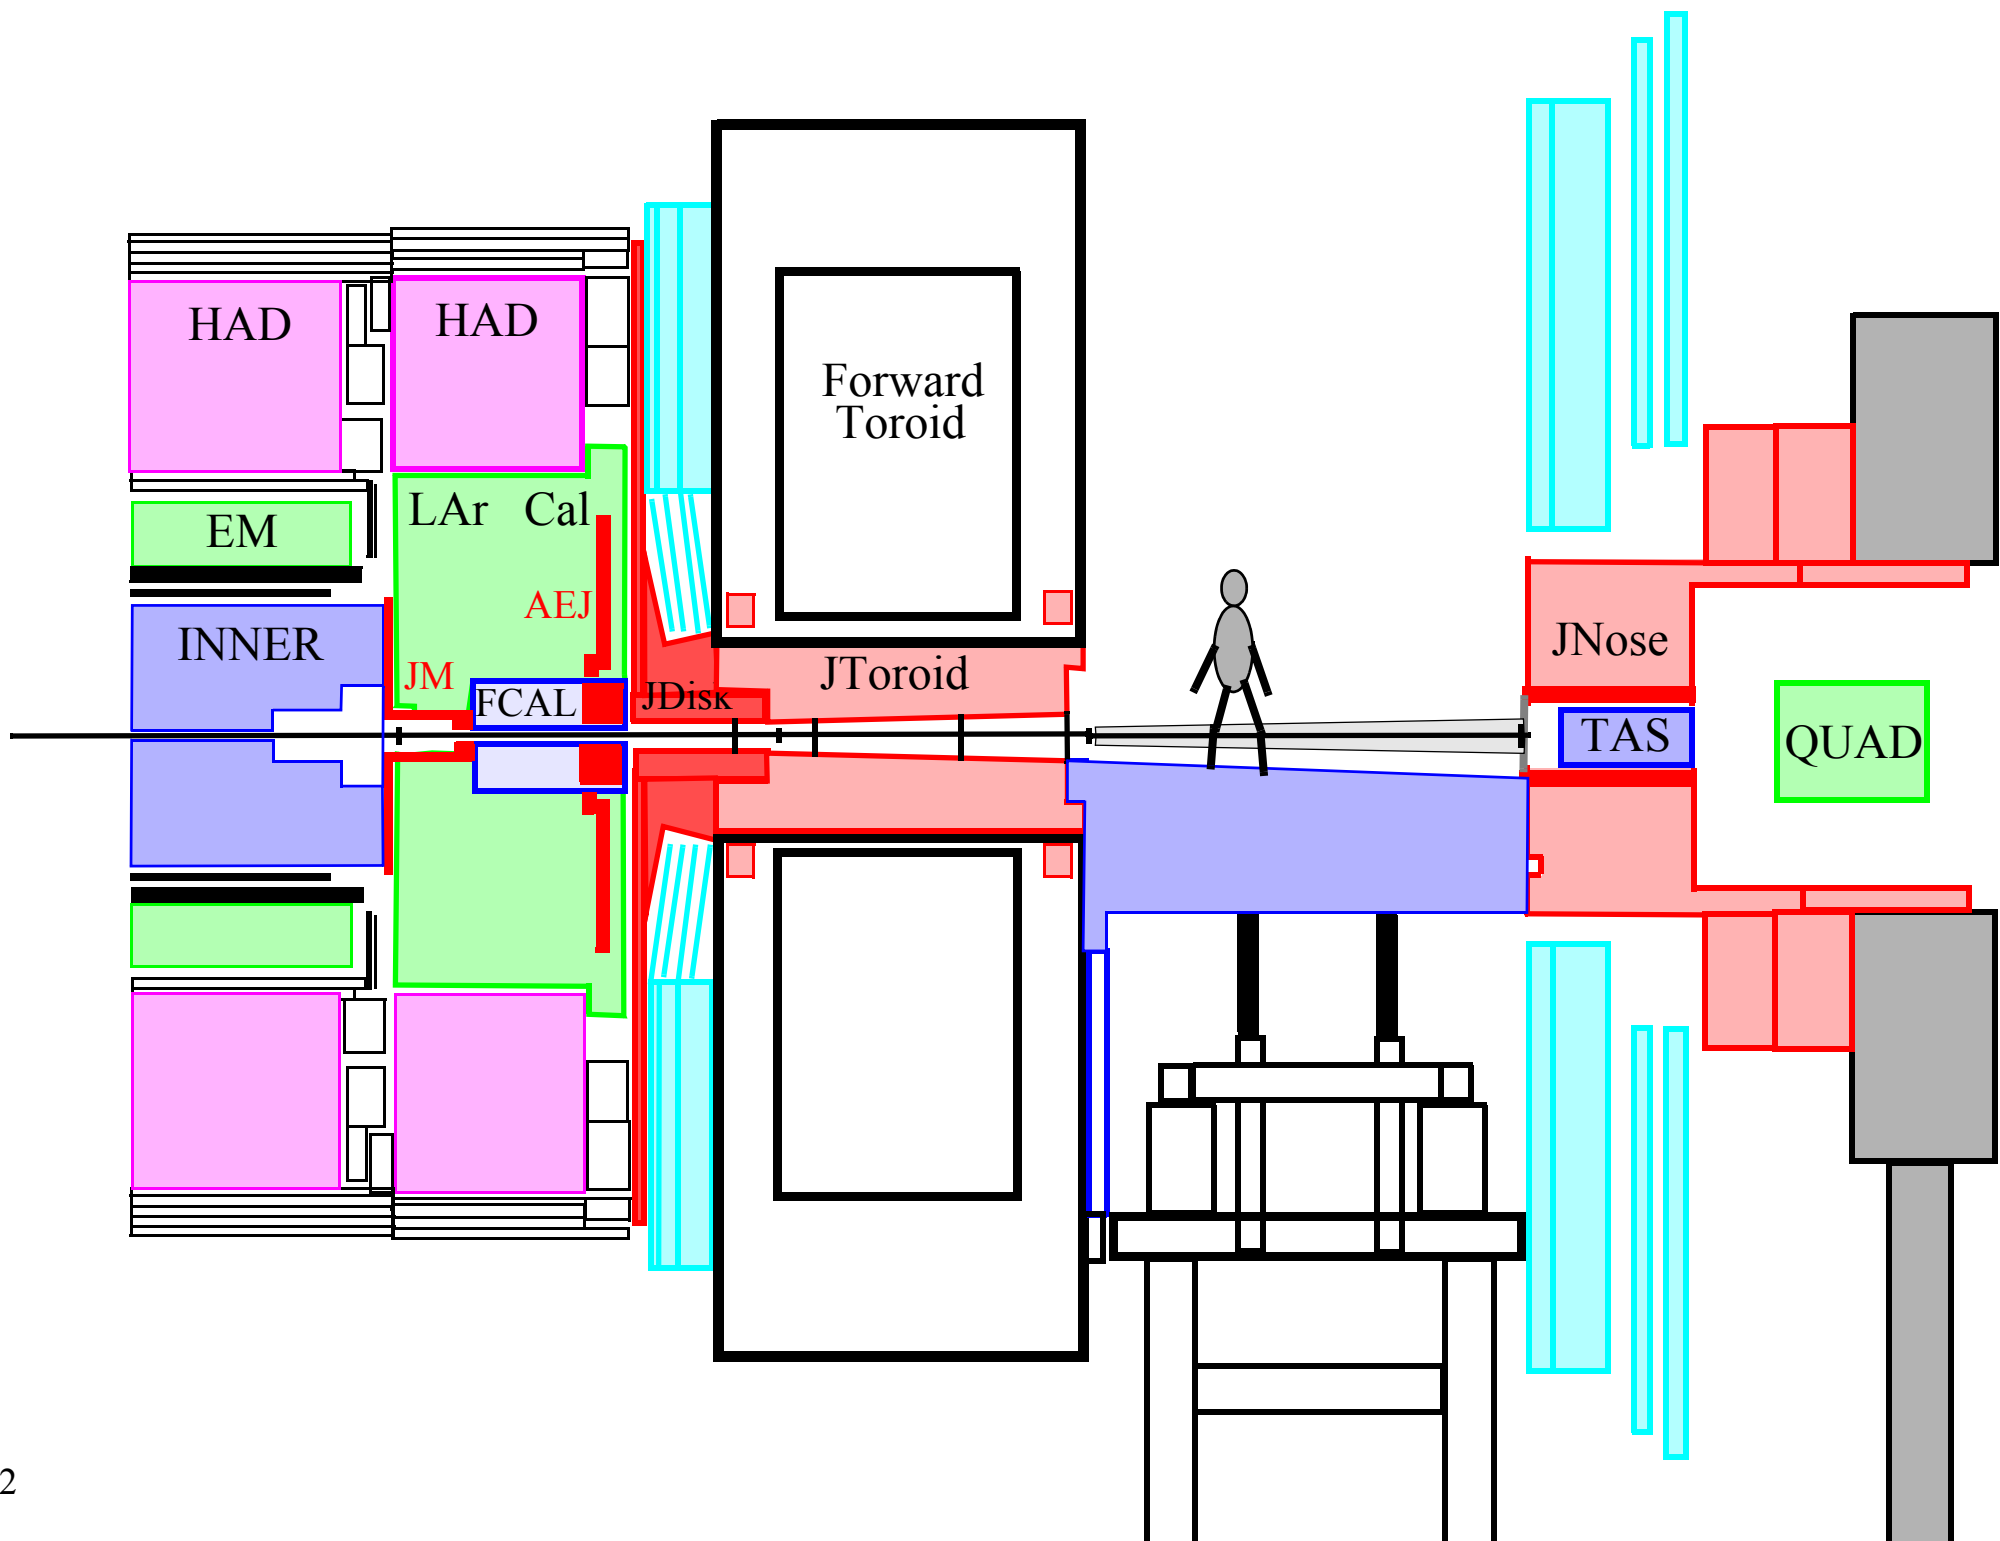 HAD
HAD
Forward
Toroid
LAr Cal
EM
AEJ
INNER
JM
FCAL
JDisk
JToroid
JNose
TAS
QUAD
2